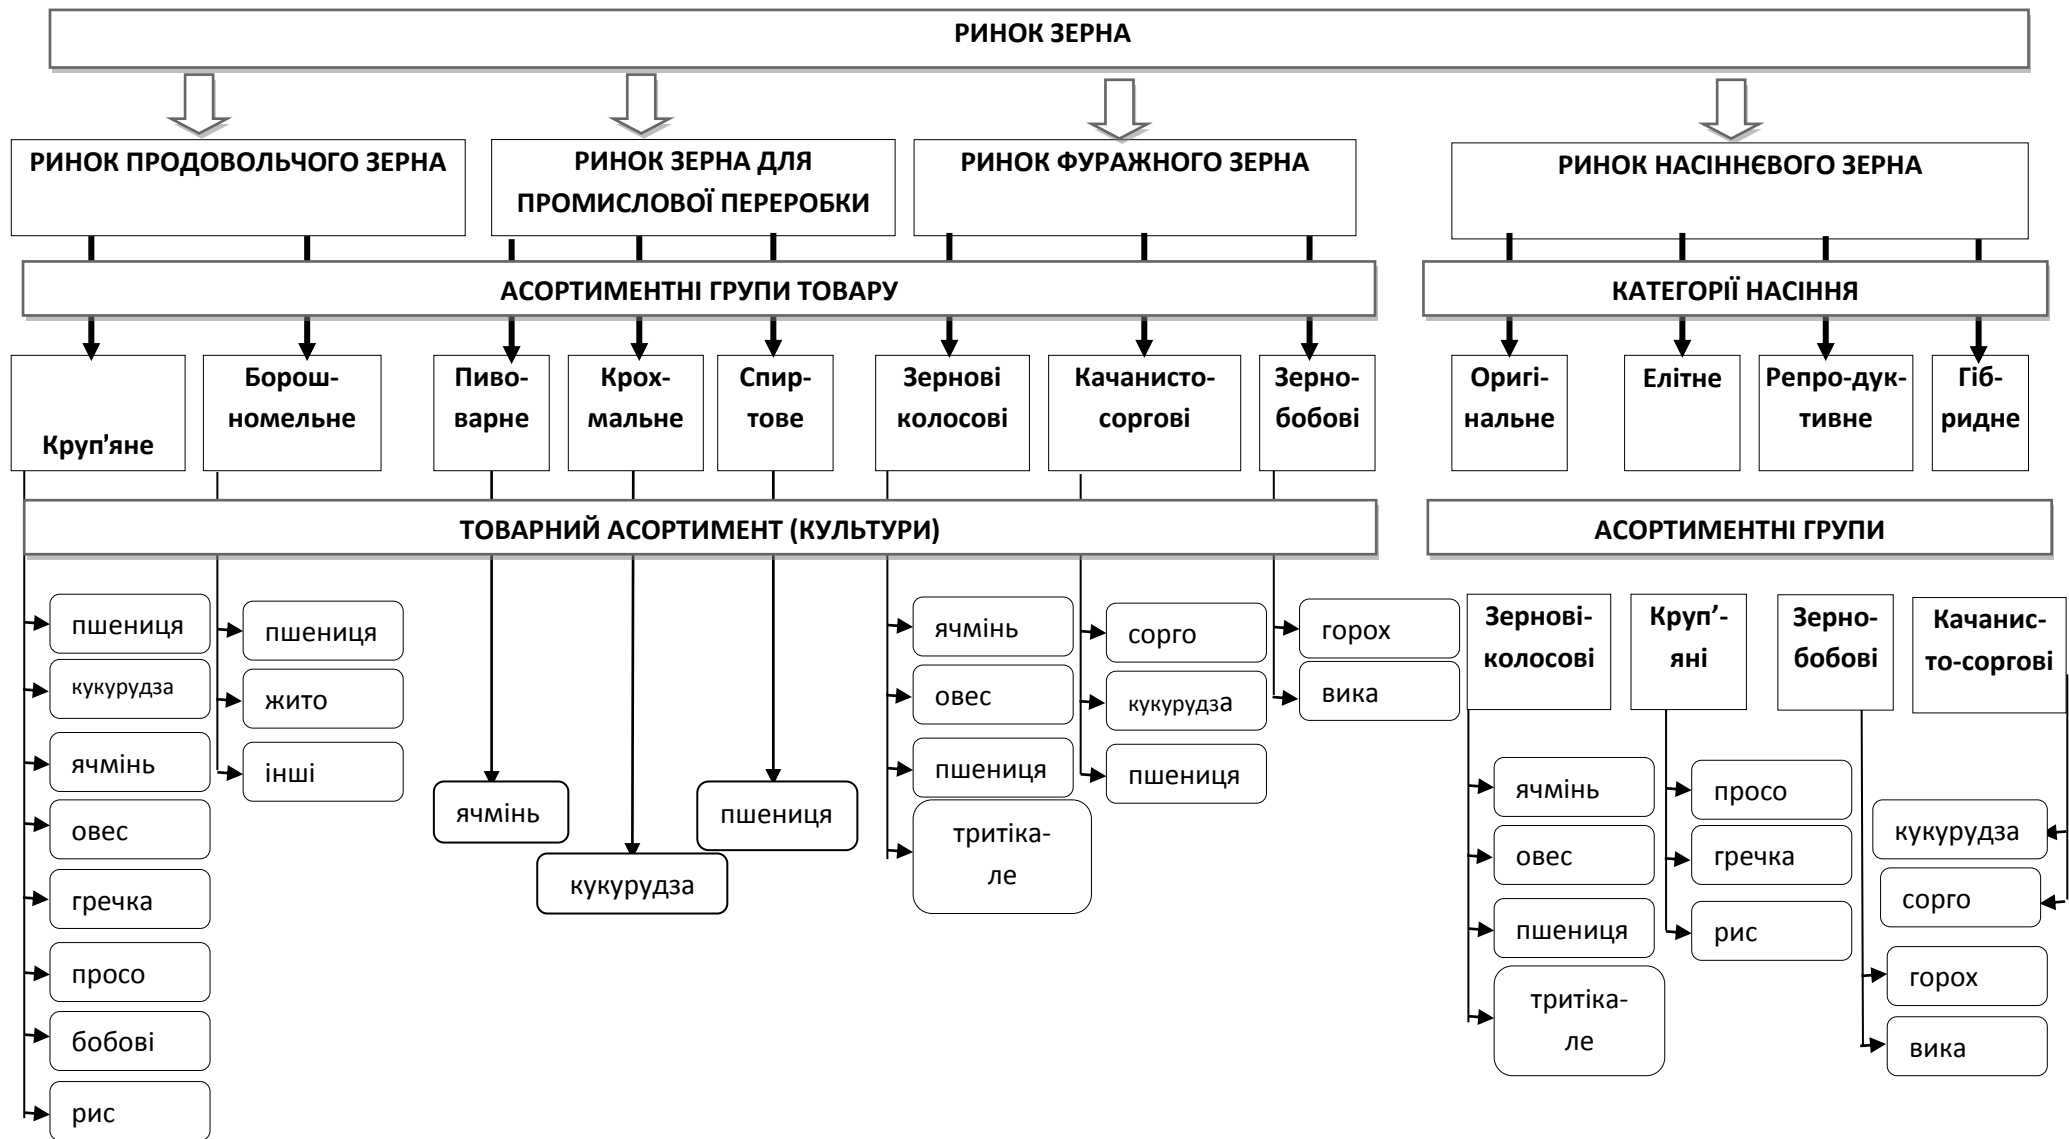 РИНОК ЗЕРНА
РИНОК ПРОДОВОЛЬЧОГО ЗЕРНА
РИНОК ЗЕРНА ДЛЯ
ПРОМИСЛОВОЇ ПЕРЕРОБКИ
РИНОК ФУРАЖНОГО ЗЕРНА
РИНОК НАСІННЄВОГО ЗЕРНА
АСОРТИМЕНТНІ ГРУПИ ТОВАРУ
КАТЕГОРІЇ НАСІННЯ
Круп'яне
Борош-
номельне
Пиво-
варне
Крох-
мальне
Спир-
тове
Зернові
колосові
Качанисто-
соргові
Зерно-
бобові
Оригі-
нальне
Елітне
Репро-дук-
тивне
Гіб-
ридне
ТОВАРНИЙ АСОРТИМЕНТ (КУЛЬТУРИ)
АСОРТИМЕНТНІ ГРУПИ
пшениця
кукурудза
ячмінь
овес
гречка
просо
бобові
рис
пшениця
жито
інші
ячмінь
кукурудза
пшениця
ячмінь
овес
пшениця
тритіка-
ле
сорго
кукурудза
пшениця
горох
вика
Зернові-
колосові
Круп’-
яні
Зерно-
бобові
Качанис-
то-соргові
ячмінь
овес
пшениця
тритіка-
ле
просо
гречка
рис
кукурудза
сорго
горох
вика